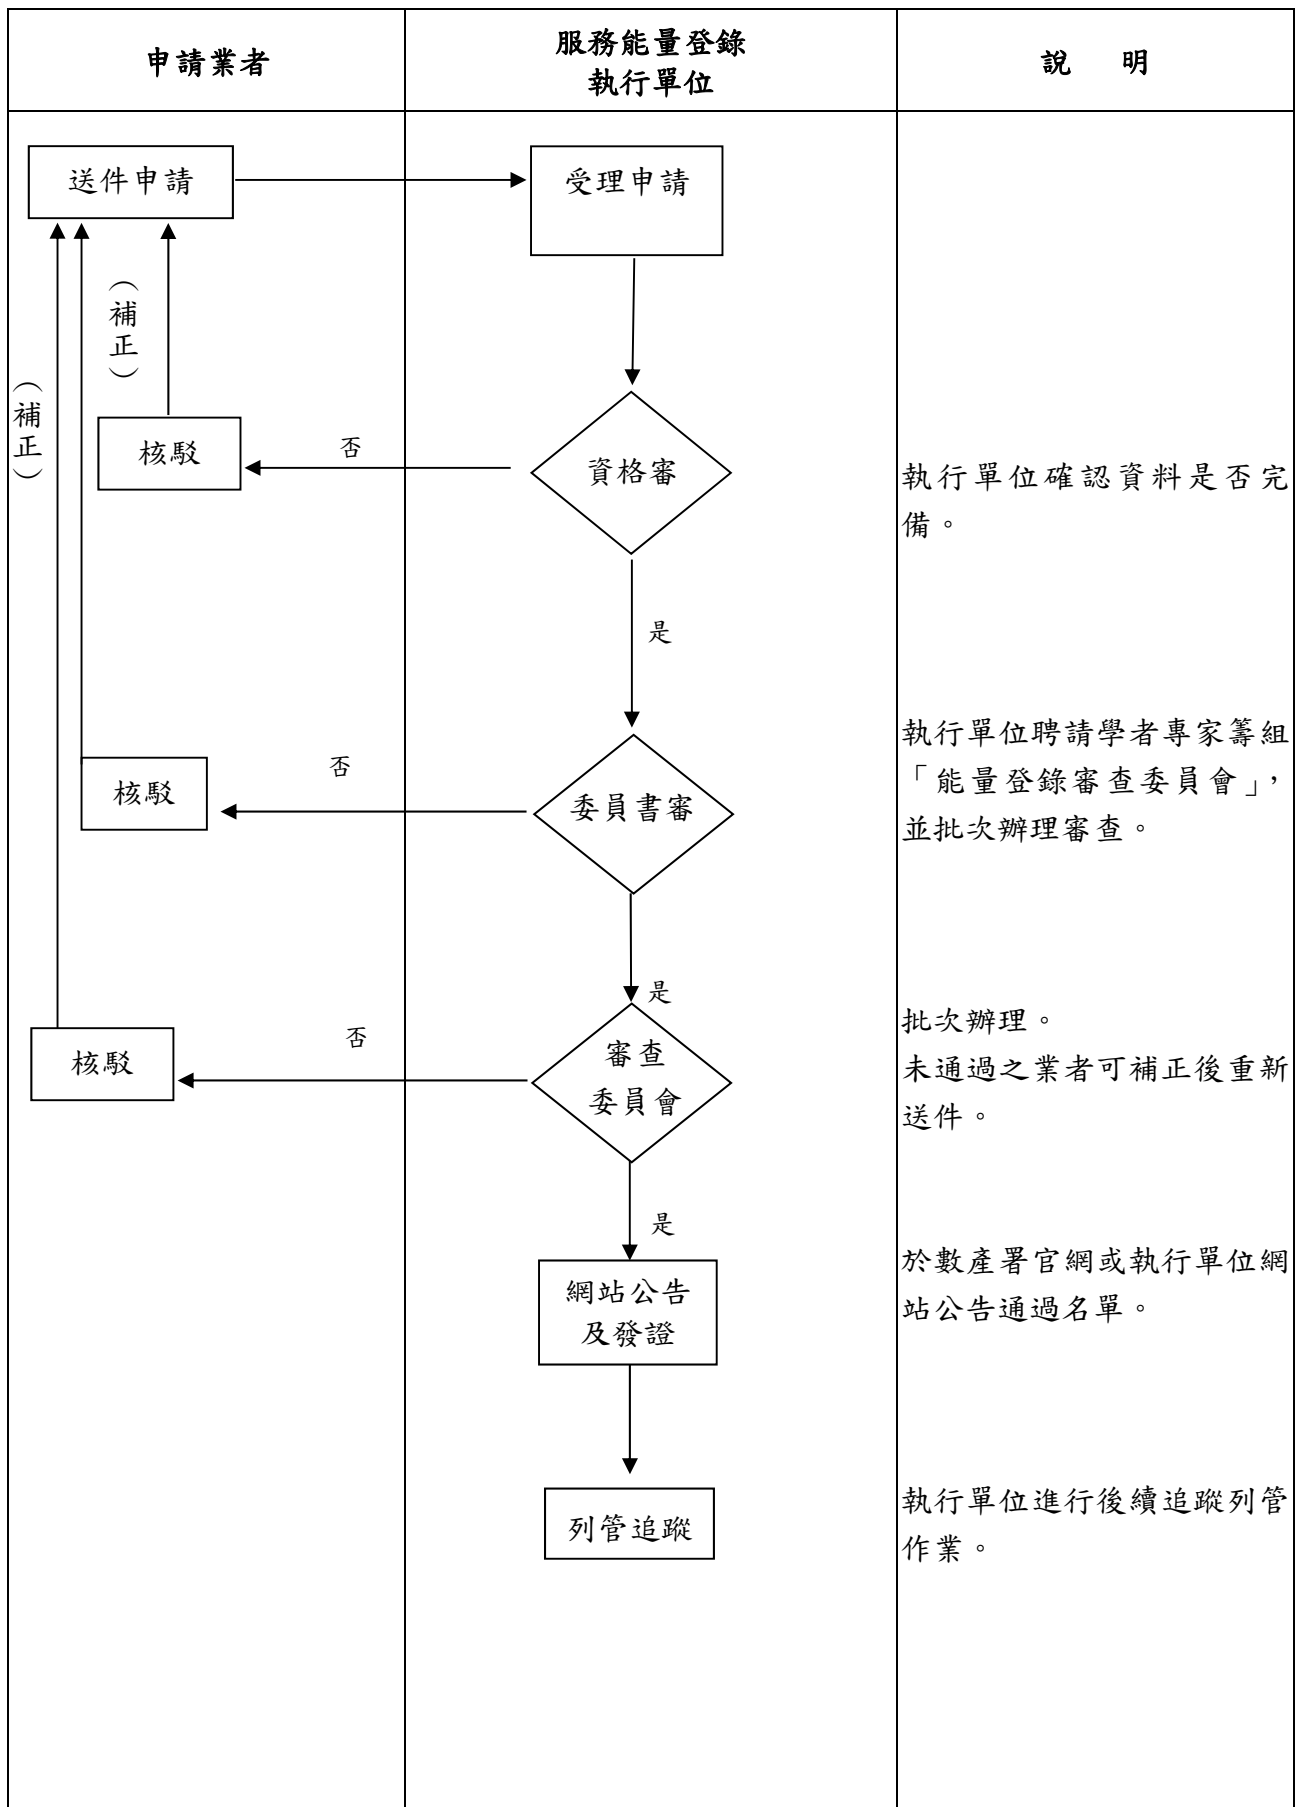 申請業者
服務能量登錄
執行單位
說　明
送件申請
受理申請
（補正）
（補正）
核駁
否
資格審
執行單位確認資料是否完
備。
是
核駁
否
委員書審
執行單位聘請學者專家籌組
「能量登錄審查委員會」，
並批次辦理審查。
是
核駁
否
審查
委員會
批次辦理。
未通過之業者可補正後重新
送件。
是
網站公告
及發證
於數產署官網或執行單位網
站公告通過名單。
列管追蹤
執行單位進行後續追蹤列管
作業。